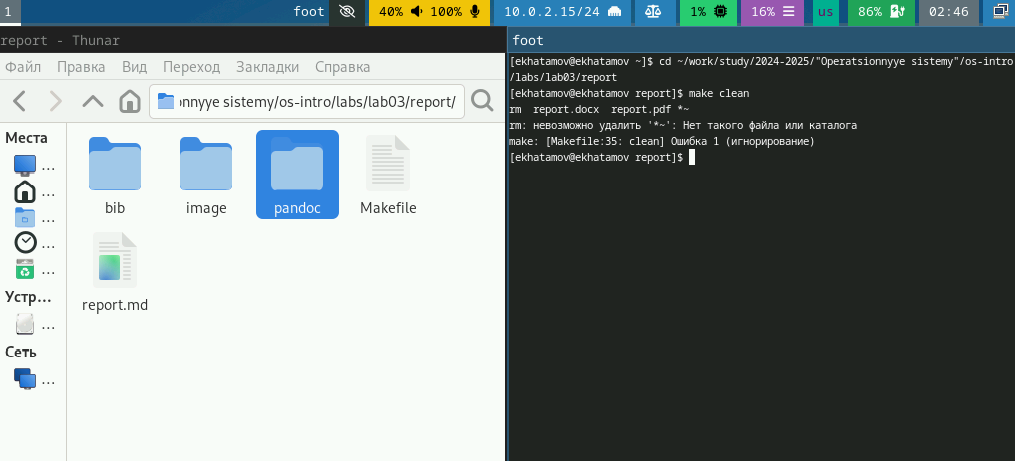 1
foot
40% 100%
10.0.2.15/24
1%
16%
us
86%
02:46
report - Thunar
Файл Правка Вид Переход Закладки Справка
nnyye sistemy/os-intro/labs/lab03/report/
Места
...
...
...
...
...
Устр...
...
Сеть
...
bib
image
pandoc
Makefile
report.md
foot
[ekhatamov@ekhatamov ~]$ cd ~/work/study/2024-2025/"Operatsionnyye sistemy"/os-intro
/labs/lab03/report
[ekhatamov@ekhatamov report]$ make clean
rm  report.docx  report.pdf *~
rm: невозможно удалить '*~': Нет такого файла или каталога
make: [Makefile:35: clean] Ошибка 1 (игнорирование)
[ekhatamov@ekhatamov report]$